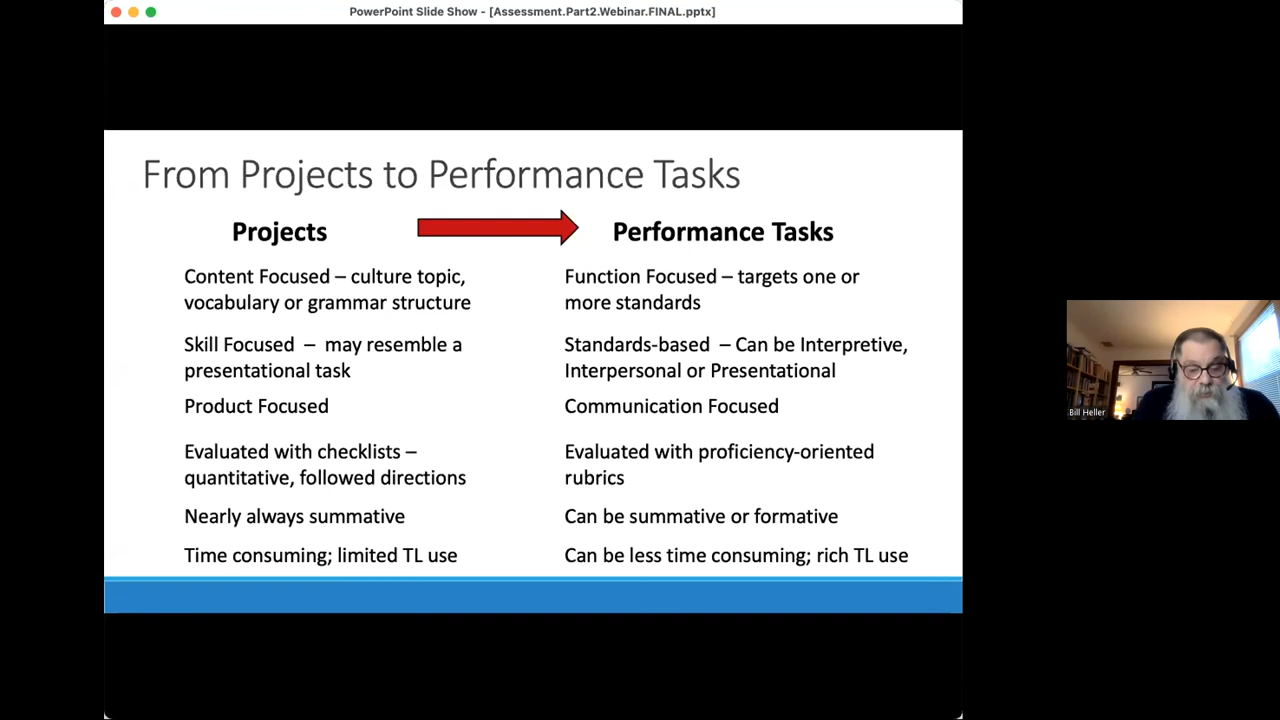 PowerPoint Slide Show - [Assessment.Part2.Webinar.FINAL.pptx]
From Projects to Performance Tasks
Projects
Performance Tasks
Content Focused – culture topic,
vocabulary or grammar structure
Function Focused – targets one or
more standards
Skill Focused – may resemble a
presentational task
Standards-based – Can be Interpretive,
Interpersonal or Presentational
Product Focused
Communication Focused
Evaluated with checklists –
quantitative, followed directions
Evaluated with proficiency-oriented
rubrics
Nearly always summative
Can be summative or formative
Time consuming; limited TL use
Can be less time consuming; rich TL use
Bill Heller